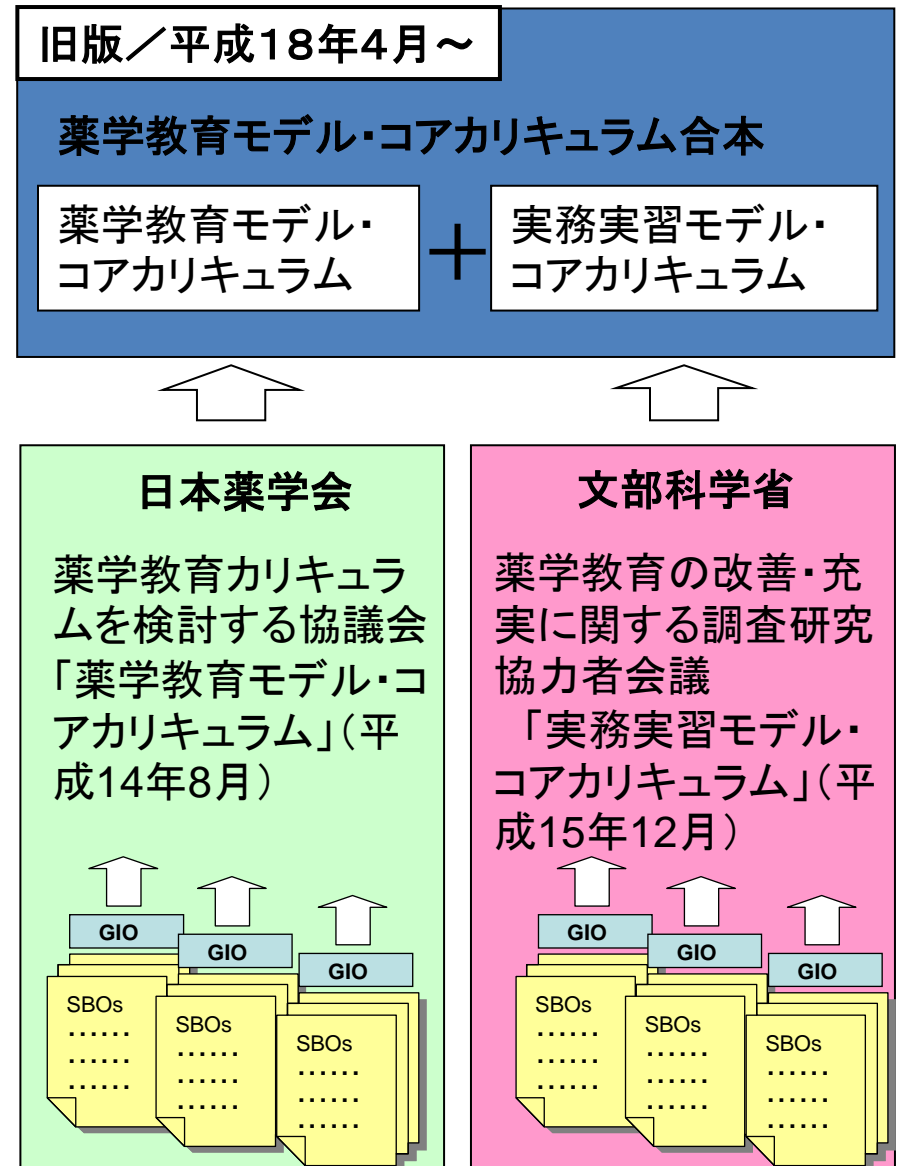 旧版／平成18年4月～
薬学教育モデル・コアカリキュラム合本
薬学教育モデル・
コアカリキュラム
＋
実務実習モデル・
コアカリキュラム
日本薬学会
薬学教育カリキュラ
ムを検討する協議会
「薬学教育モデル・コ
アカリキュラム」（平
成14年8月）
GIO
GIO
GIO
SBOs
‥‥‥
‥‥‥
‥‥‥
SBOs
‥‥‥
‥‥‥
‥‥‥
SBOs
‥‥‥
‥‥‥
‥‥‥
文部科学省
薬学教育の改善・充
実に関する調査研究
協力者会議
「実務実習モデル・
コアカリキュラム」（平
成15年12月）
GIO
GIO
GIO
SBOs
‥‥‥
‥‥‥
‥‥‥
SBOs
‥‥‥
‥‥‥
‥‥‥
SBOs
‥‥‥
‥‥‥
‥‥‥